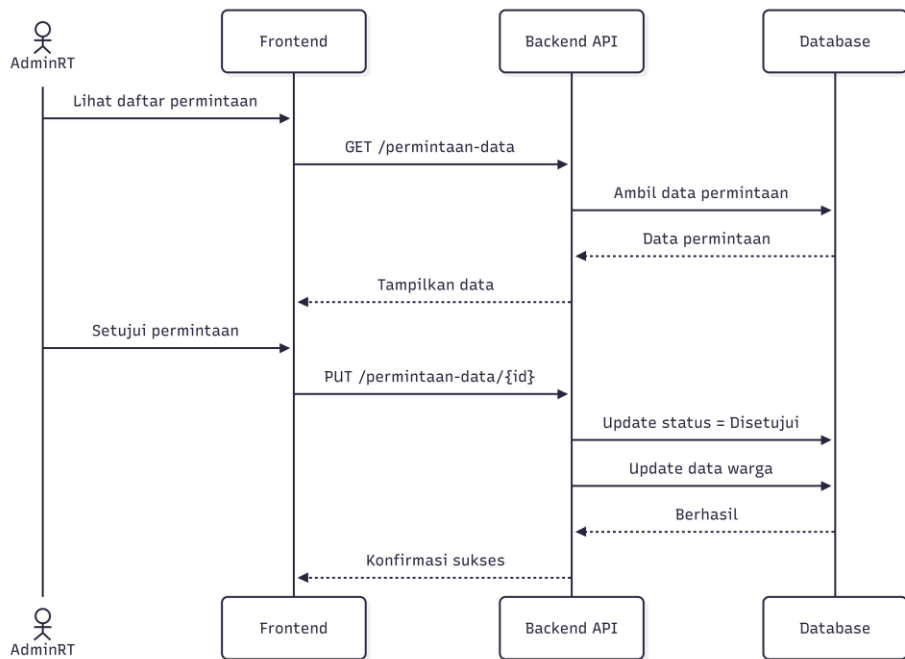 Frontend
Backend API
Database
AdminRT
Lihat daftar permintaan
GET /permintaan-data
Ambil data permintaan
Data permintaan
Tampilkan data
Setujui permintaan
PUT /permintaan-data/{id}
Update status = Disetujui
Update data warga
Berhasil
Konfirmasi sukses
Frontend
Backend API
Database
AdminRT